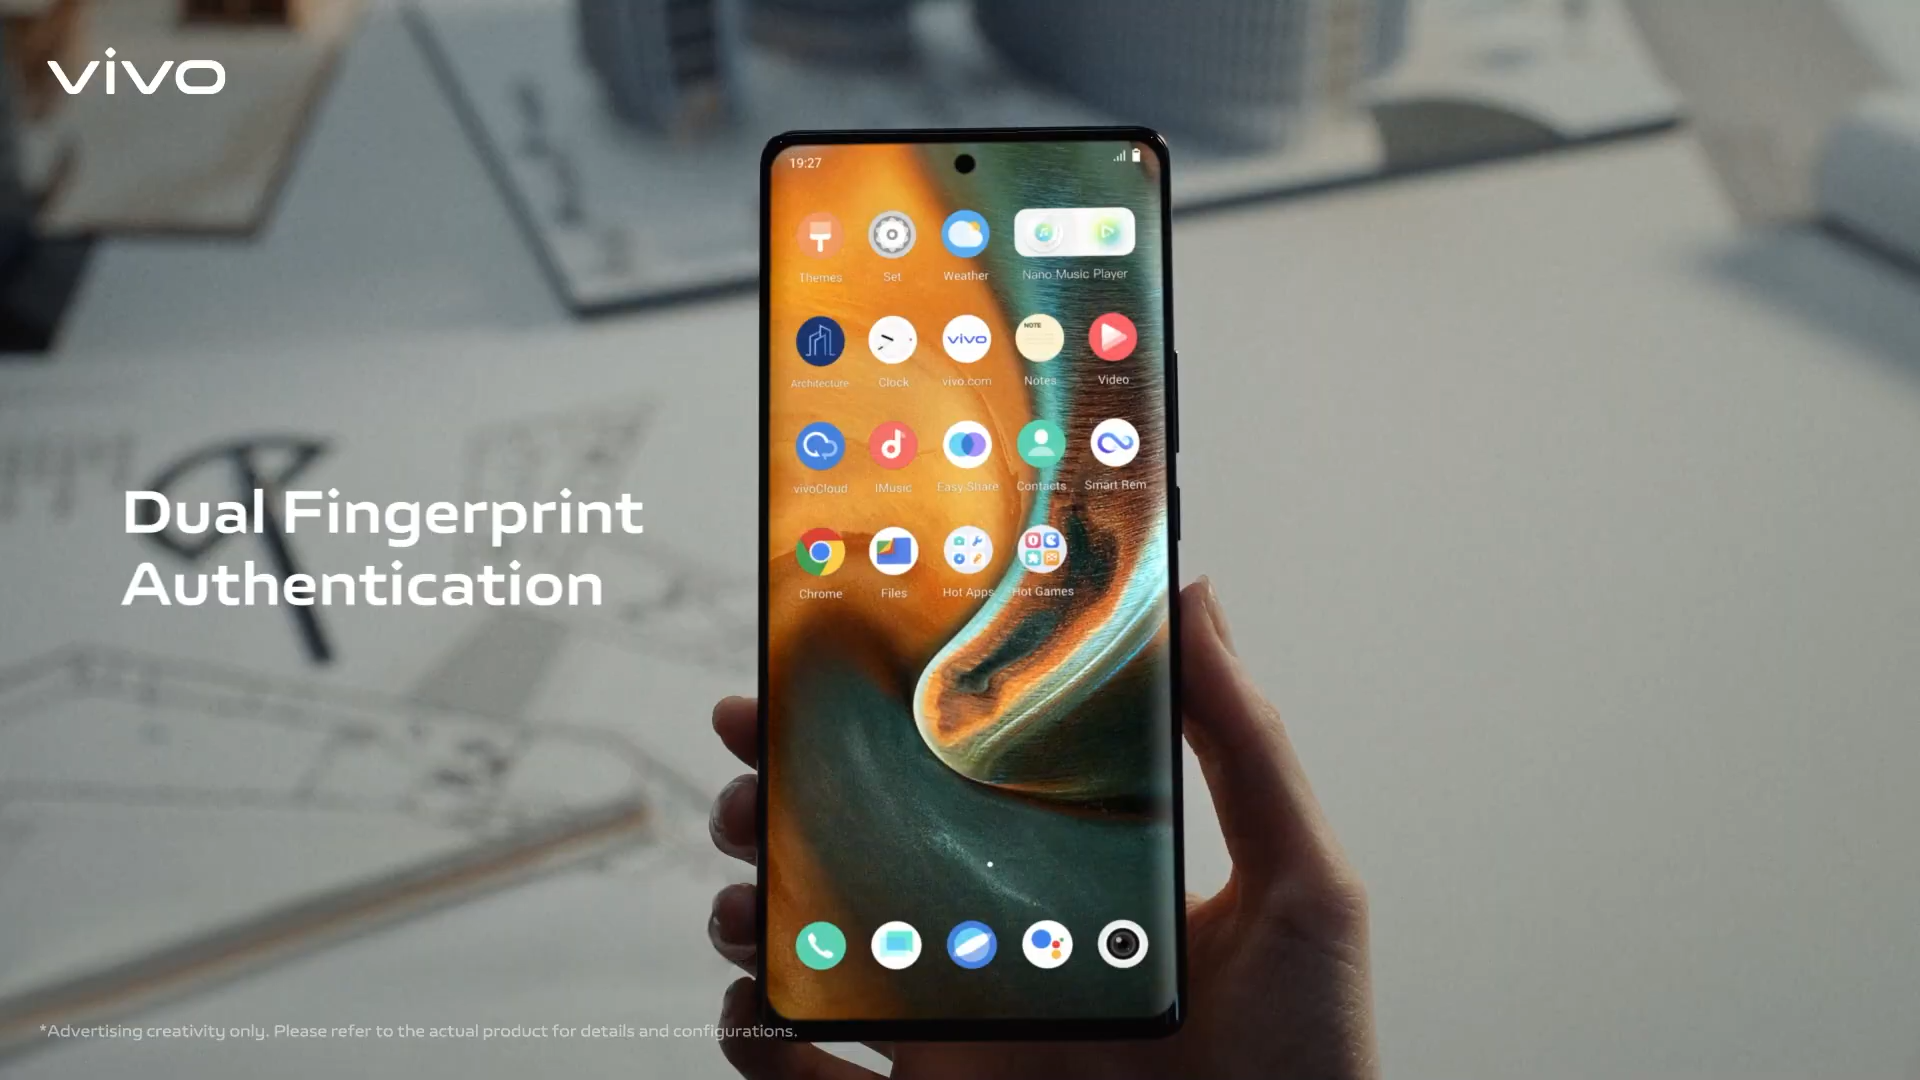 vivo
19:27
Themes
Set
Weather
Nano Music Player
Architecture
Clock
vivo
vivo.com
NOTE
Notes
Video
vivoCloud
iMusic
Easy Share
Contacts
Smart Rem
Chrome
Files
Hot Apps
Hot Games
Dual Fingerprint
Authentication
*Advertising creativity only. Please refer to the actual product for details and configurations.